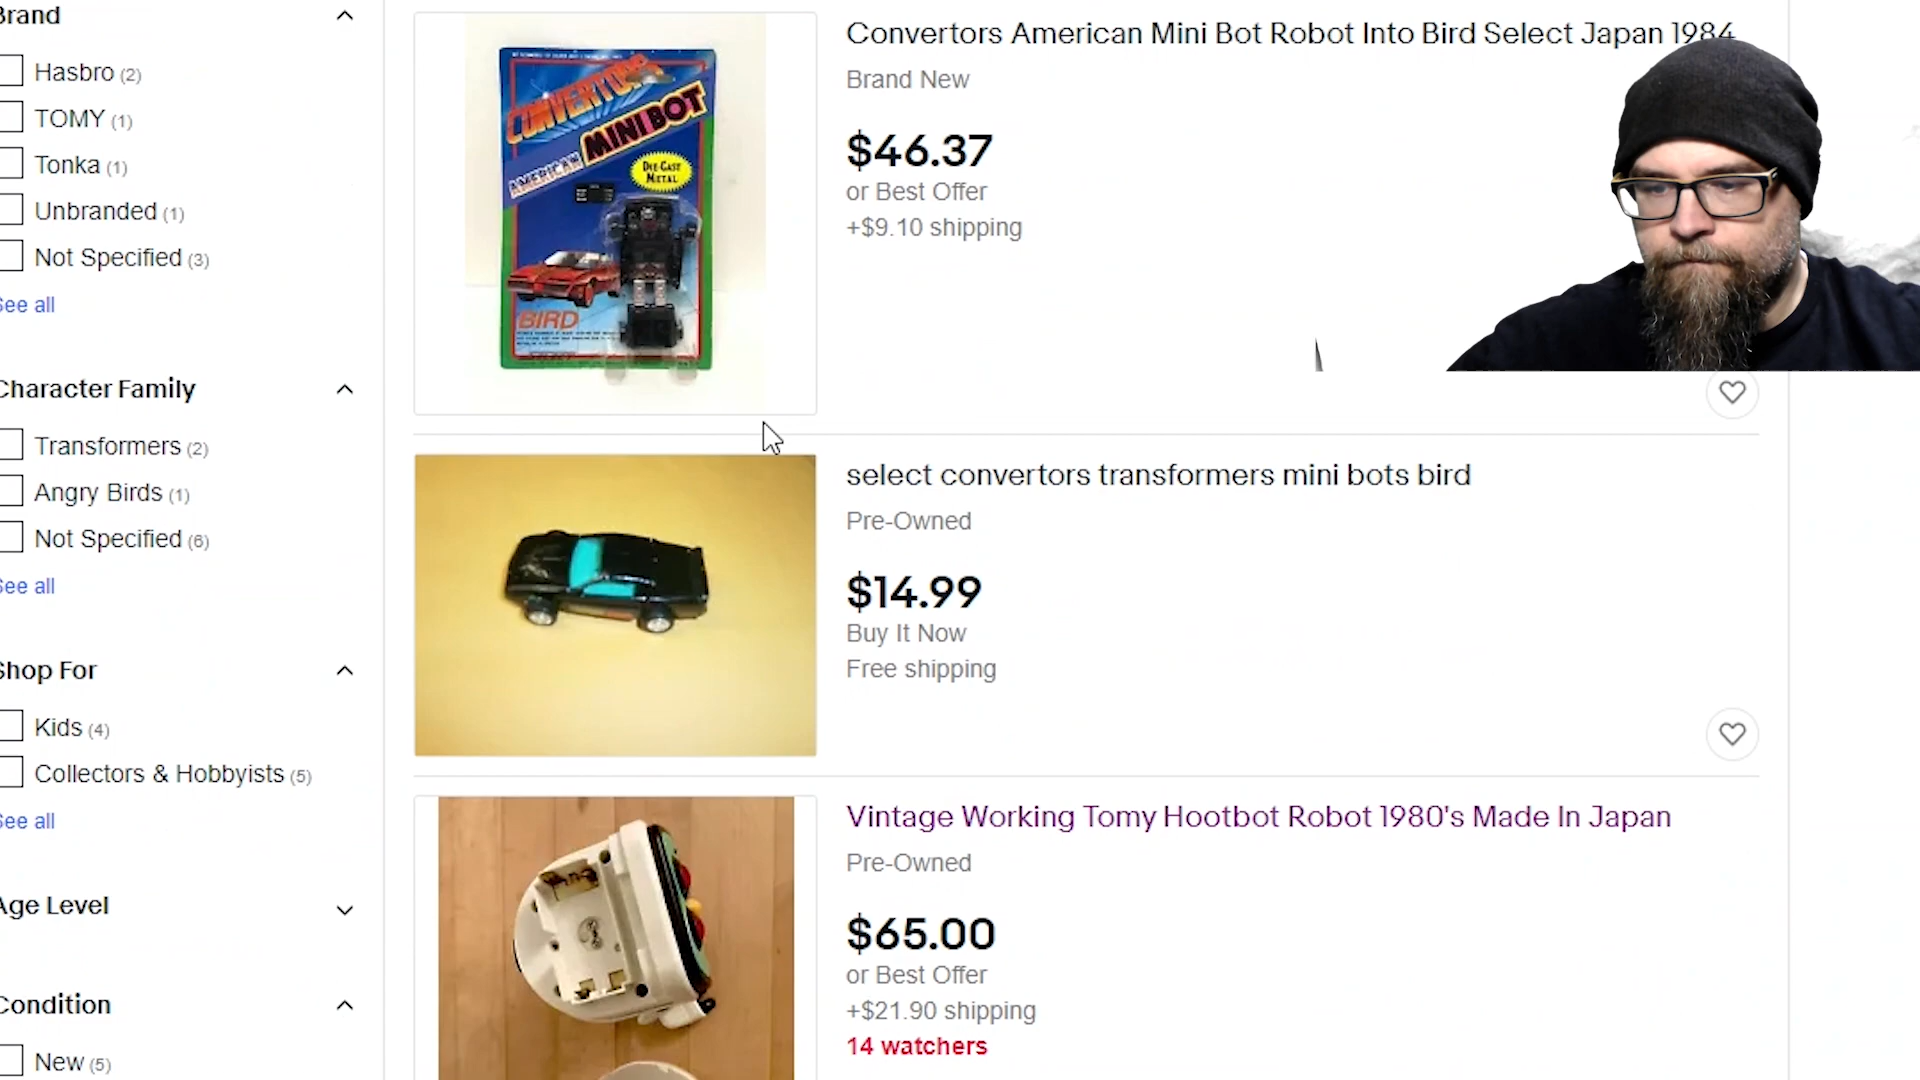 Brand
Hasbro (2)
TOMY (1)
Tonka (1)
Unbranded (1)
Not Specified (3)
See all
Character Family
Transformers (2)
Angry Birds (1)
Not Specified (6)
See all
Shop For
Kids (4)
Collectors & Hobbyists (5)
See all
Age Level
Condition
New (5)
CONVERTORS
AMERICAN MINI BOT
DIE-CAST
METAL
BIRD
Convertors American Mini Bot Robot Into Bird Select Japan 1984
Brand New
$46.37
or Best Offer
+$9.10 shipping
select convertors transformers mini bots bird
Pre-Owned
$14.99
Buy It Now
Free shipping
Vintage Working Tomy Hootbot Robot 1980's Made In Japan
Pre-Owned
$65.00
or Best Offer
+$21.90 shipping
14 watchers